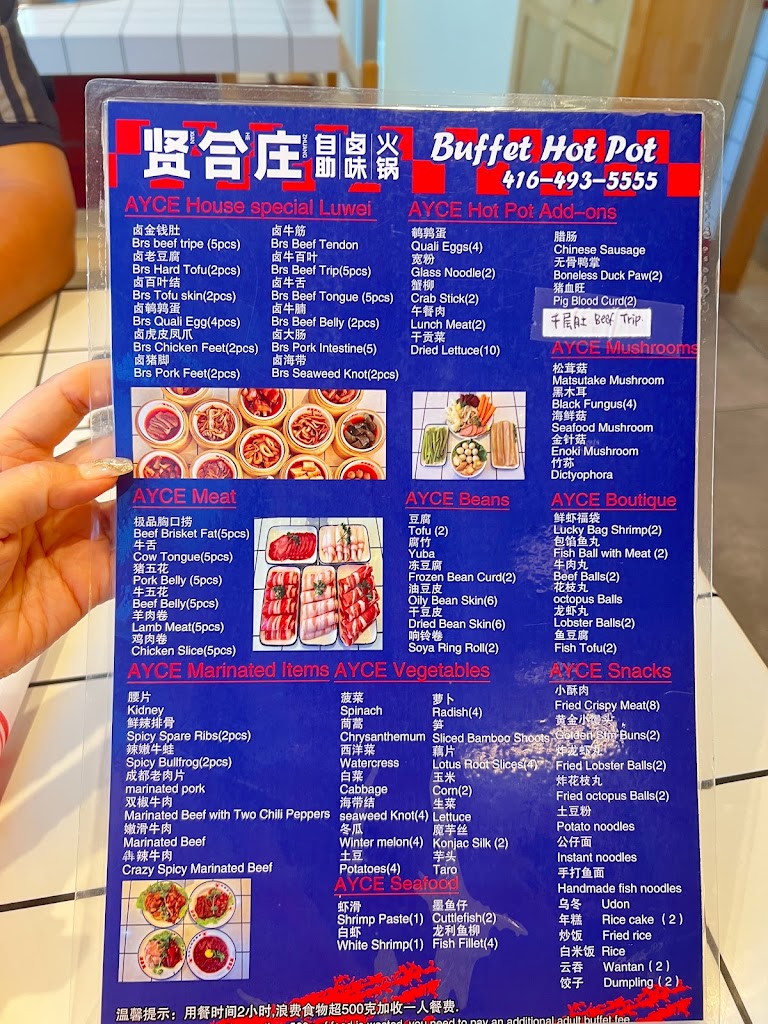 贤合庄 自助 卤味 火锅
XIAN HE ZHUANG
Buffet Hot Pot
416-493-5555
AYCE House special Luwei
卤金钱肚
Brs beef tripe (5pcs)
卤老豆腐
Brs Hard Tofu(2pcs)
卤百叶结
Brs Tofu skin(2pcs)
卤鹌鹑蛋
Brs Quali Egg(4pcs)
卤虎皮凤爪
Brs Chicken Feet(2pcs)
卤猪脚
Brs Pork Feet(2pcs)
卤牛筋
Brs Beef Tendon
卤牛百叶
Brs Beef Trip(5pcs)
卤牛舌
Brs Beef Tongue (5pcs)
卤牛腩
Brs Beef Belly (2pcs)
卤大肠
Brs Pork Intestine(5)
卤海带
Brs Seaweed Knot(2pcs)
AYCE Hot Pot Add-ons
鹌鹑蛋
Quali Eggs(4)
宽粉
Glass Noodle(2)
蟹柳
Crab Stick(2)
午餐肉
Lunch Meat(2)
干贡菜
Dried Lettuce(10)
腊肠
Chinese Sausage
无骨鸭掌
Boneless Duck Paw(2)
猪血旺
Pig Blood Curd(2)
千层肚 Beef Trip
AYCE Mushrooms
松茸菇
Matsutake Mushroom
黑木耳
Black Fungus(4)
海鲜菇
Seafood Mushroom
金针菇
Enoki Mushroom
竹荪
Dictyophora
AYCE Meat
极品胸口捞
Beef Brisket Fat(5pcs)
牛舌
Cow Tongue(5pcs)
猪五花
Pork Belly (5pcs)
牛五花
Beef Belly(5pcs)
羊肉卷
Lamb Meat(5pcs)
鸡肉卷
Chicken Slice(5pcs)
AYCE Beans
豆腐
Tofu (2)
腐竹
Yuba
冻豆腐
Frozen Bean Curd(2)
油豆皮
Oily Bean Skin(6)
干豆皮
Dried Bean Skin(6)
响铃卷
Soya Ring Roll(2)
AYCE Boutique
鲜虾福袋
Lucky Bag Shrimp(2)
包馅鱼丸
Fish Ball with Meat (2)
牛肉丸
Beef Balls(2)
花枝丸
octopus Balls
龙虾丸
Lobster Balls(2)
鱼豆腐
Fish Tofu(2)
AYCE Marinated Items
腰片
Kidney
鲜辣排骨
Spicy Spare Ribs(2pcs)
辣嫩牛蛙
Spicy Bullfrog(2pcs)
成都老肉片
marinated pork
双椒牛肉
Marinated Beef with Two Chili Peppers
嫩滑牛肉
Marinated Beef
犇辣牛肉
Crazy Spicy Marinated Beef
AYCE Vegetables
菠菜
Spinach
茼蒿
Chrysanthemum
西洋菜
Watercress
白菜
Cabbage
海带结
seaweed Knot(4)
冬瓜
Winter melon(4)
土豆
Potatoes(4)
萝卜
Radish(4)
笋
Sliced Bamboo Shoots
藕片
Lotus Root Slices(4)
玉米
Corn(2)
生菜
Lettuce
魔芋丝
Konjac Silk (2)
芋头
Taro
AYCE Seafood
虾滑
Shrimp Paste(1)
白虾
White Shrimp(1)
墨鱼仔
Cuttlefish(2)
龙利鱼柳
Fish Fillet(4)
AYCE Snacks
小酥肉
Fried Crispy Meat(8)
黄金小馒头
Buns(2)
炸龙虾丸
Fried Lobster Balls(2)
炸花枝丸
Fried octopus Balls(2)
土豆粉
Potato noodles
公仔面
Instant noodles
手打鱼面
Handmade fish noodles
乌冬 Udon
年糕 Rice cake (2)
炒饭 Fried rice
白米饭 Rice
云吞 Wantan (2)
饺子 Dumpling (2)
温馨提示: 用餐时间2小时,浪费食物超500克加收一人餐费.
food is wasted, you need to pay an additional adult buffet fee